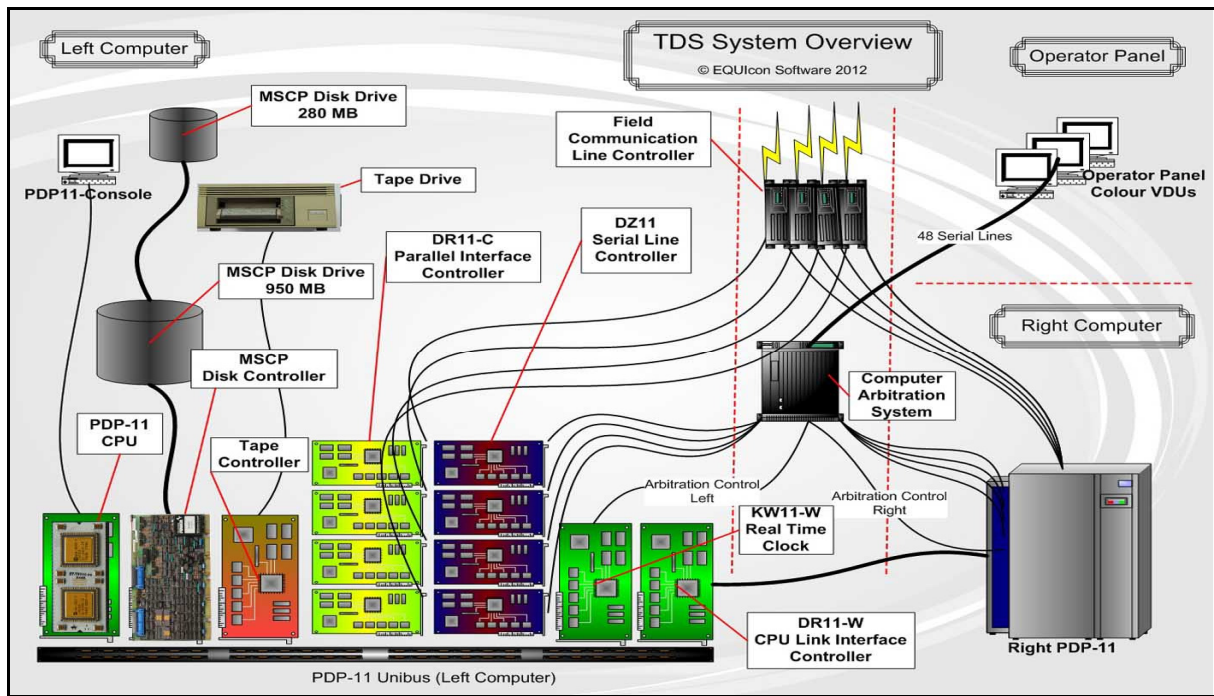 Left Computer
TDS System Overview
© EQUIcon Software 2012
Operator Panel
MSCP Disk Drive
280 MB
PDP11-Console
Tape Drive
Field
Communication
Line Controller
Operator Panel
Colour VDUs
48 Serial Lines
DR11-C
Parallel Interface
Controller
DZ11
Serial Line
Controller
MSCP Disk Drive
950 MB
Right Computer
MSCP
Disk Controller
Computer
Arbitration
System
PDP-11
CPU
Tape
Controller
Arbitration Control
Left
Arbitration Control
Right
KW11-W
Real Time
Clock
DR11-W
CPU Link Interface
Controller
Right PDP-11
PDP-11 Unibus (Left Computer)